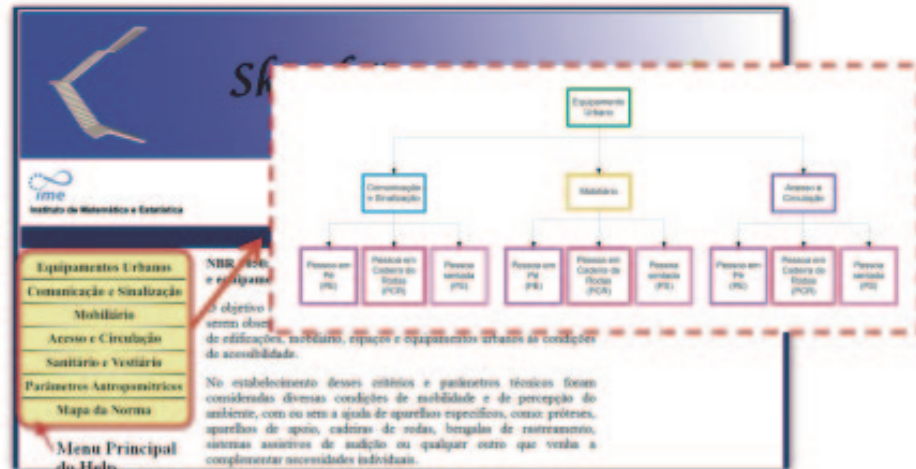 Sk
ime
Instituto de Matemática e Estatística
Equipamentos Urbanos
Comunicação e Sinalização
Mobiliário
Acesso e Circulação
Sanitário e Vestiário
Parâmetros Antropométricos
Mapa da Norma
Menu Principal
do Help
Equipamento
Urbano
Comunicação
e Sinalização
Mobiliário
Acesso e
Circulação
Pessoa em
Pé
(PE)
Pessoa em
Cadeira de
Rodas
(PCR)
Pessoa
sentada
(PS)
Pessoa em
Pé
(PE)
Pessoa em
Cadeira de
Rodas
(PCR)
Pessoa
sentada
(PS)
Pessoa em
Pé
(PE)
Pessoa em
Cadeira de
Rodas
(PCR)
Pessoa
sentada
(PS)
NBR
e equipame
O objetivo
serem obser
de edificações, mobiliário, espaços e equipamentos urbanos às condições
de acessibilidade.
No estabelecimento desses critérios e parâmetros técnicos foram
consideradas diversas condições de mobilidade e de percepção do
ambiente, com ou sem a ajuda de aparelhos específicos, como: próteses,
aparelhos de apoio, cadeiras de rodas, bengalas de rastreamento,
sistemas assistivos de audição ou qualquer outro que venha a
complementar necessidades individuais.